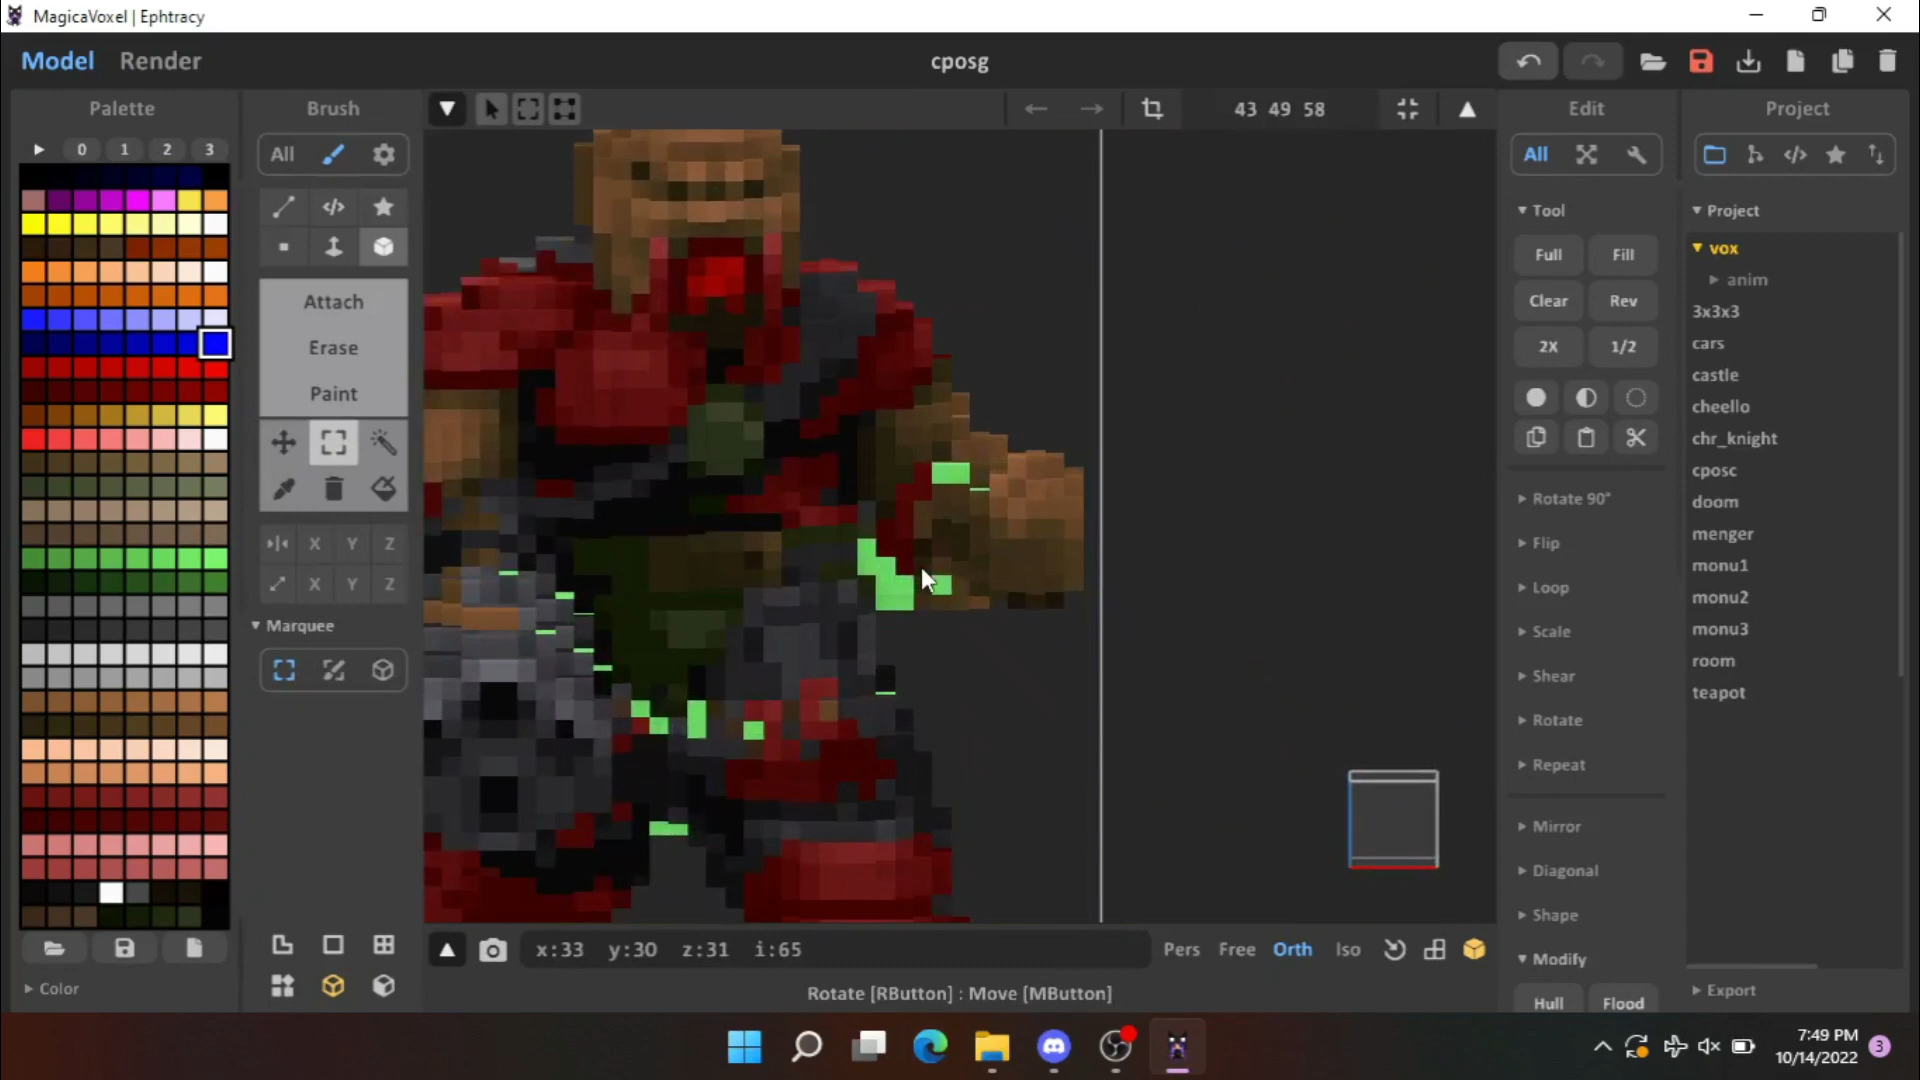 MagicaVoxel | Ephtracy
Model Render
cposg
Palette
Brush
43 49 58
Edit
Project
0 1 2 3
All
All
Tool
Project
Full Fill
vox
anim
Clear Rev
3x3x3
2X 1/2
cars
castle
cheello
chr_knight
cposc
doom
menger
monu1
monu2
monu3
room
teapot
Attach
Erase
Paint
X Y Z
X Y Z
Marquee
Rotate 90°
Flip
Loop
Scale
Shear
Rotate
Repeat
Mirror
Diagonal
Shape
Modify
Hull Flood
Export
Color
x:33 y:30 z:31 i:65
Pers Free Orth Iso
Rotate [RButton] : Move [MButton]
7:49 PM
10/14/2022
3